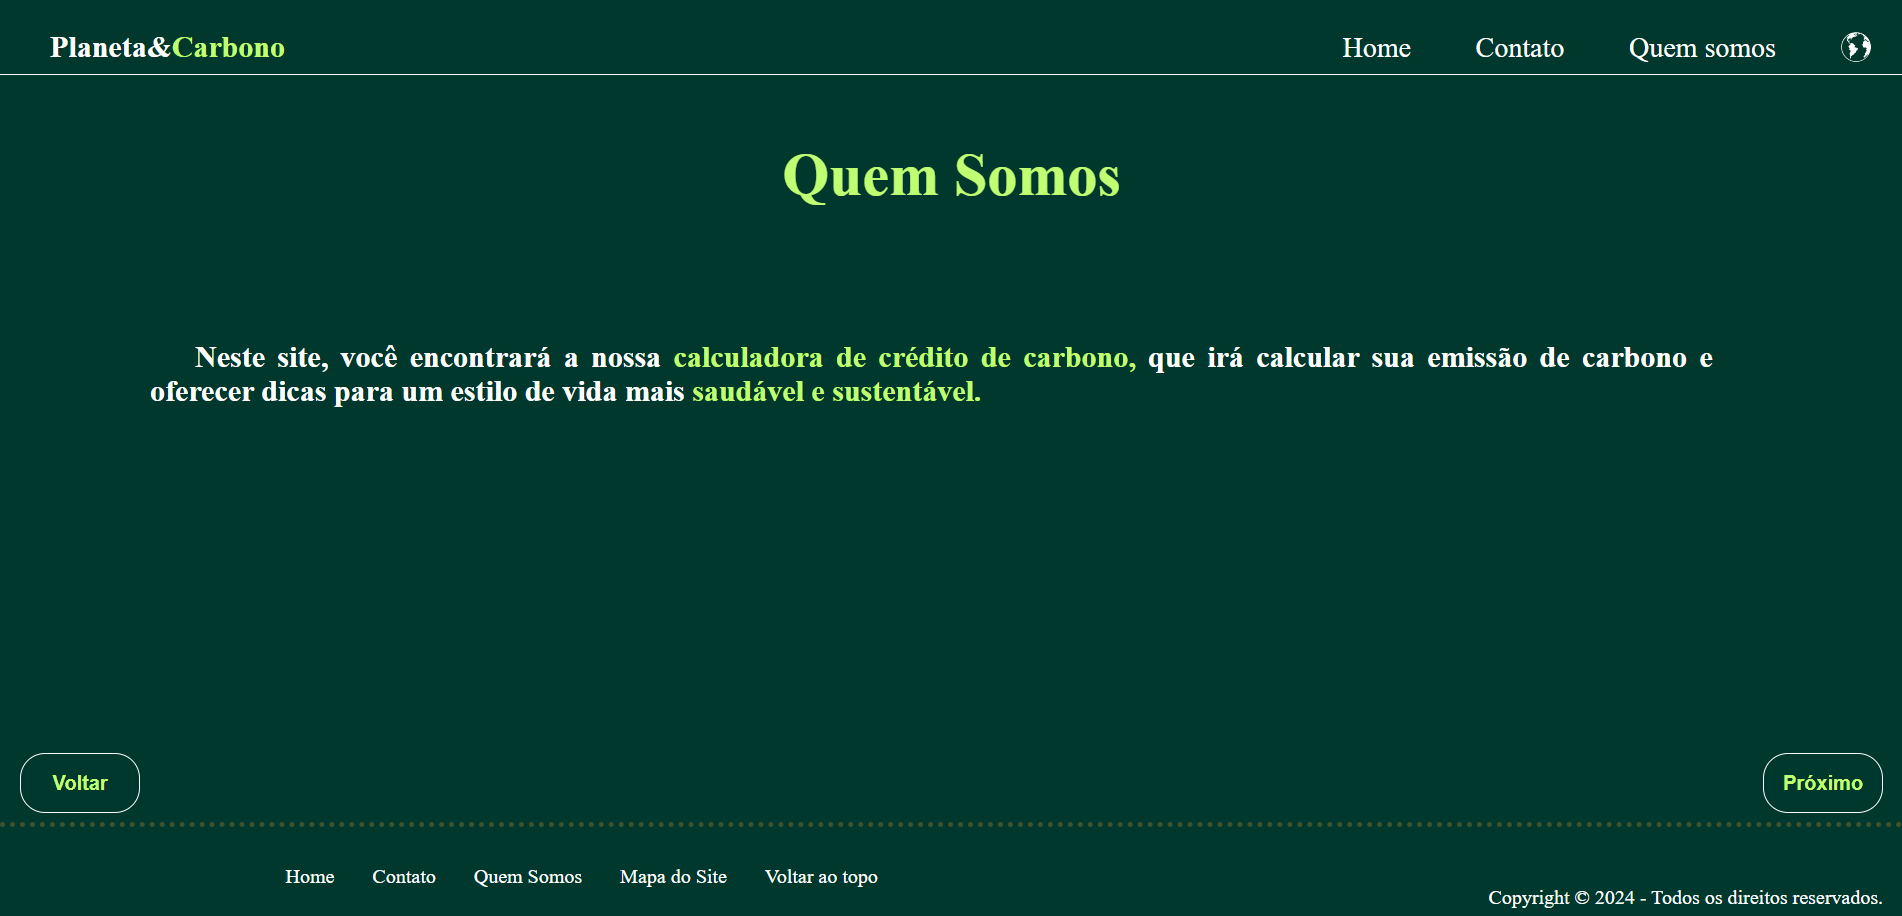 Planeta&Carbono
Home Contato Quem somos
Quem Somos
Neste site, você encontrará a nossa calculadora de crédito de carbono, que irá calcular sua emissão de carbono e
oferecer dicas para um estilo de vida mais saudável e sustentável.
Voltar
Próximo
Home Contato Quem Somos Mapa do Site Voltar ao topo
Copyright © 2024 - Todos os direitos reservados.